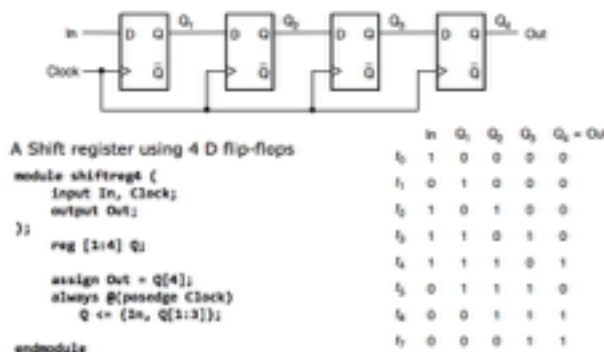 In D Q Q₁ D Q Q₂ D Q Q₃ D Q Q₄ Out
Clock Q̅ Q̅ Q̅ Q̅
A Shift register using 4 D flip-flops
module shiftreg4 (
input In, Clock;
output Out;
);
reg [1:4] Q;
assign Out = Q[4];
always @(posedge Clock)
Q <= {In, Q[1:3]};
endmodule
In Q₁ Q₂ Q₃ Q₄ = Out
t₀ 1 0 0 0 0
t₁ 0 1 0 0 0
t₂ 1 0 1 0 0
t₃ 1 1 0 1 0
t₄ 1 1 1 0 1
t₅ 0 1 1 1 0
t₆ 0 0 1 1 1
t₇ 0 0 0 1 1